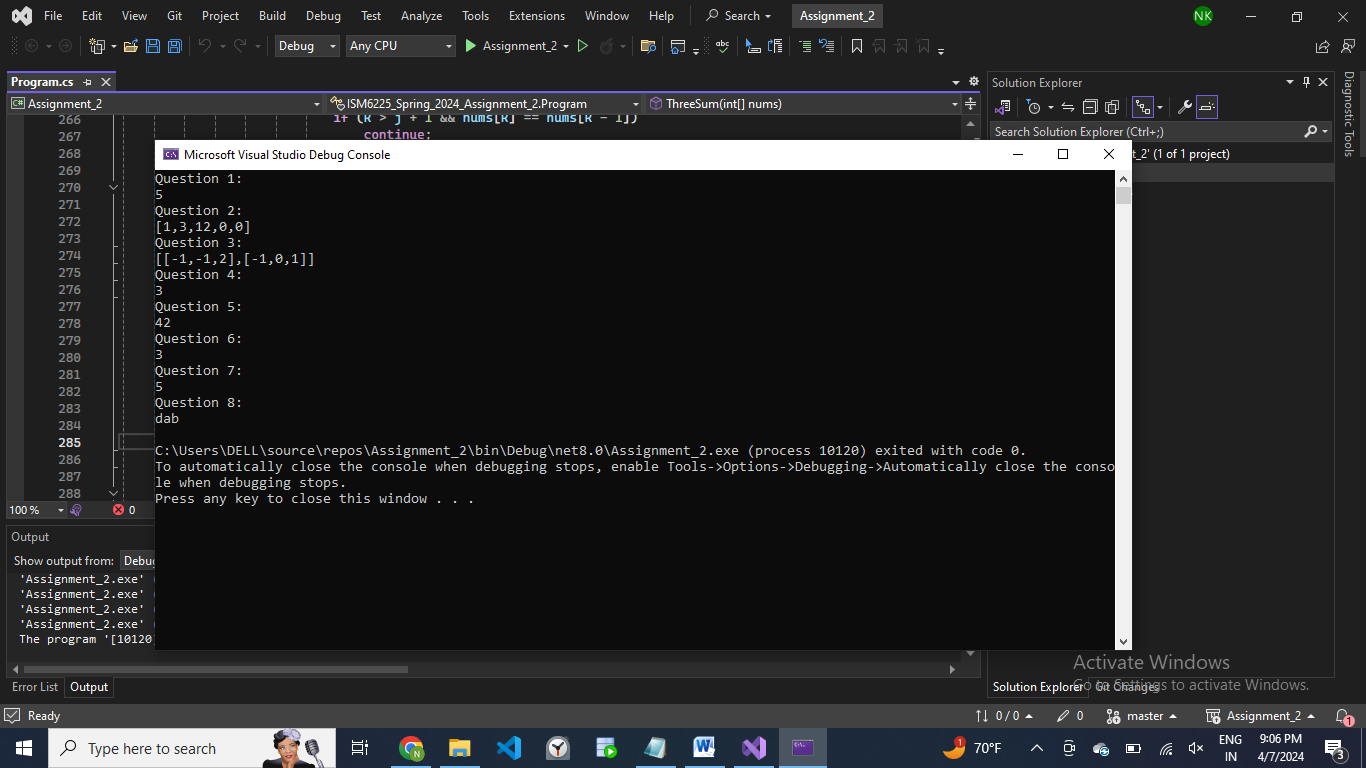 File Edit View Git Project Build Debug Test Analyze Tools Extensions Window Help Search Assignment_2 NK
Debug Any CPU Assignment_2
Program.cs
Solution Explorer
Diagnostic Tools
C# Assignment_2 ISM6225_Spring_2024_Assignment_2.Program ThreeSum(int[] nums)
Search Solution Explorer (Ctrl+;)
266 if (k > j + 1 && nums[k] == nums[k - 1])
267 continue;
268
269
270
271
272
273
274
275
276
277
278
279
280
281
282
283
284
285
286
287
288
t_2' (1 of 1 project)
Microsoft Visual Studio Debug Console
Question 1:
5
Question 2:
[1,3,12,0,0]
Question 3:
[[-1,-1,2],[-1,0,1]]
Question 4:
3
Question 5:
42
Question 6:
3
Question 7:
5
Question 8:
dab
C:\Users\DELL\source\repos\Assignment_2\bin\Debug\net8.0\Assignment_2.exe (process 10120) exited with code 0.
To automatically close the console when debugging stops, enable Tools->Options->Debugging->Automatically close the conso
le when debugging stops.
Press any key to close this window . . .
100 % 0
Output
Show output from: Debug
'Assignment_2.exe' (
'Assignment_2.exe' (
'Assignment_2.exe' (
'Assignment_2.exe' (
The program '[10120
Error List Output
Solution Explorer Git Changes
Activate Windows
Go to Settings to activate Windows.
Ready 0 / 0 0 master Assignment_2 1
Type here to search 1 70°F ENG IN 9:06 PM 4/7/2024 3